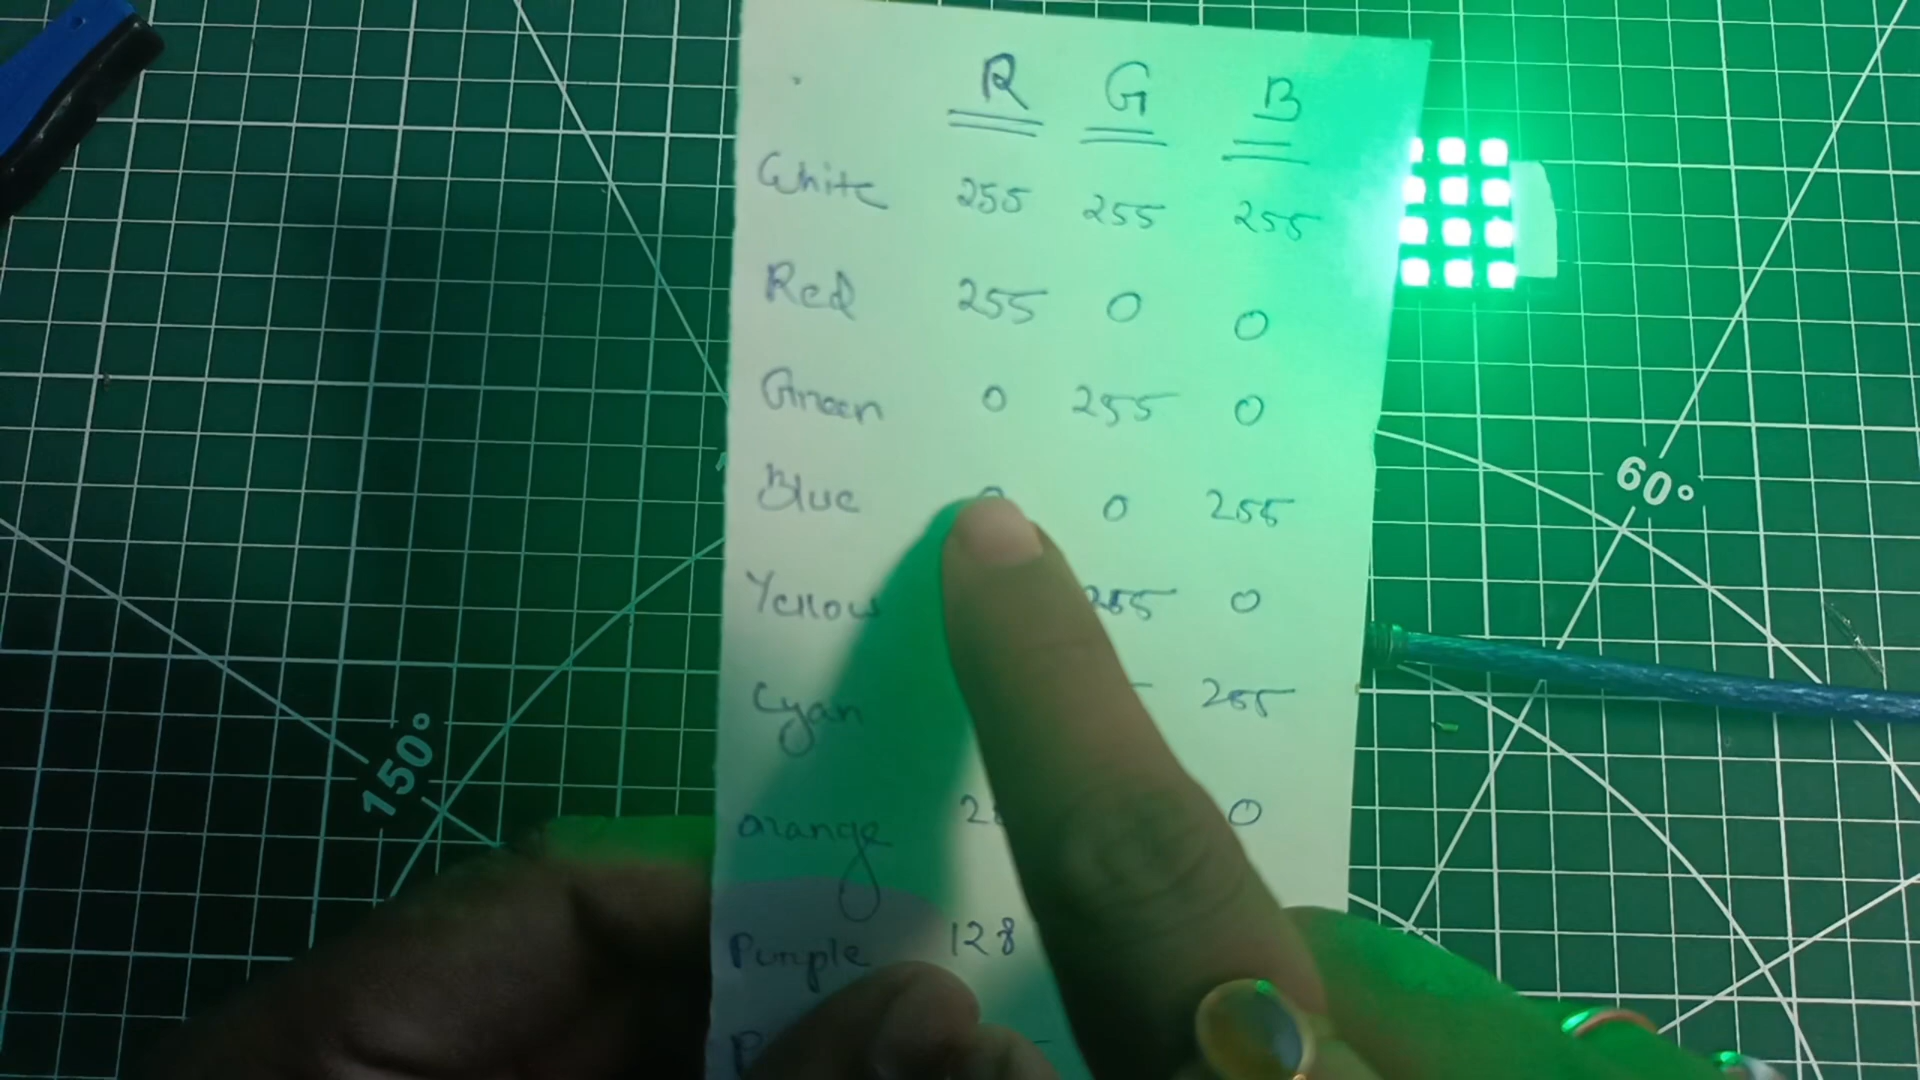 R G B
White 255 255 255
Red 255 0 0
Green 0 255 0
Blue 0 255
Yellow 255 0
Cyan 255
orange 0
Purple 128
60°
150°